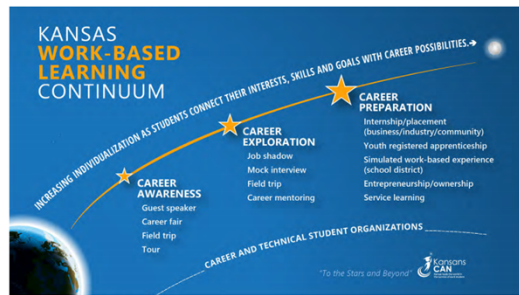 KANSAS
WORK-BASED
LEARNING
CONTINUUM
INCREASING INDIVIDUALIZATION AS STUDENTS CONNECT THEIR INTERESTS, SKILLS AND GOALS WITH CAREER POSSIBILITIES.
CAREER
AWARENESS
Guest speaker
Career fair
Field trip
Tour
CAREER
EXPLORATION
Job shadow
Mock interview
Field trip
Career mentoring
CAREER
PREPARATION
Internship/placement
(business/industry/community)
Youth registered apprenticeship
Simulated work-based experience
(school district)
Entrepreneurship/ownership
Service learning
CAREER AND TECHNICAL STUDENT ORGANIZATIONS
"To the Stars and Beyond"
Kansans
CAN